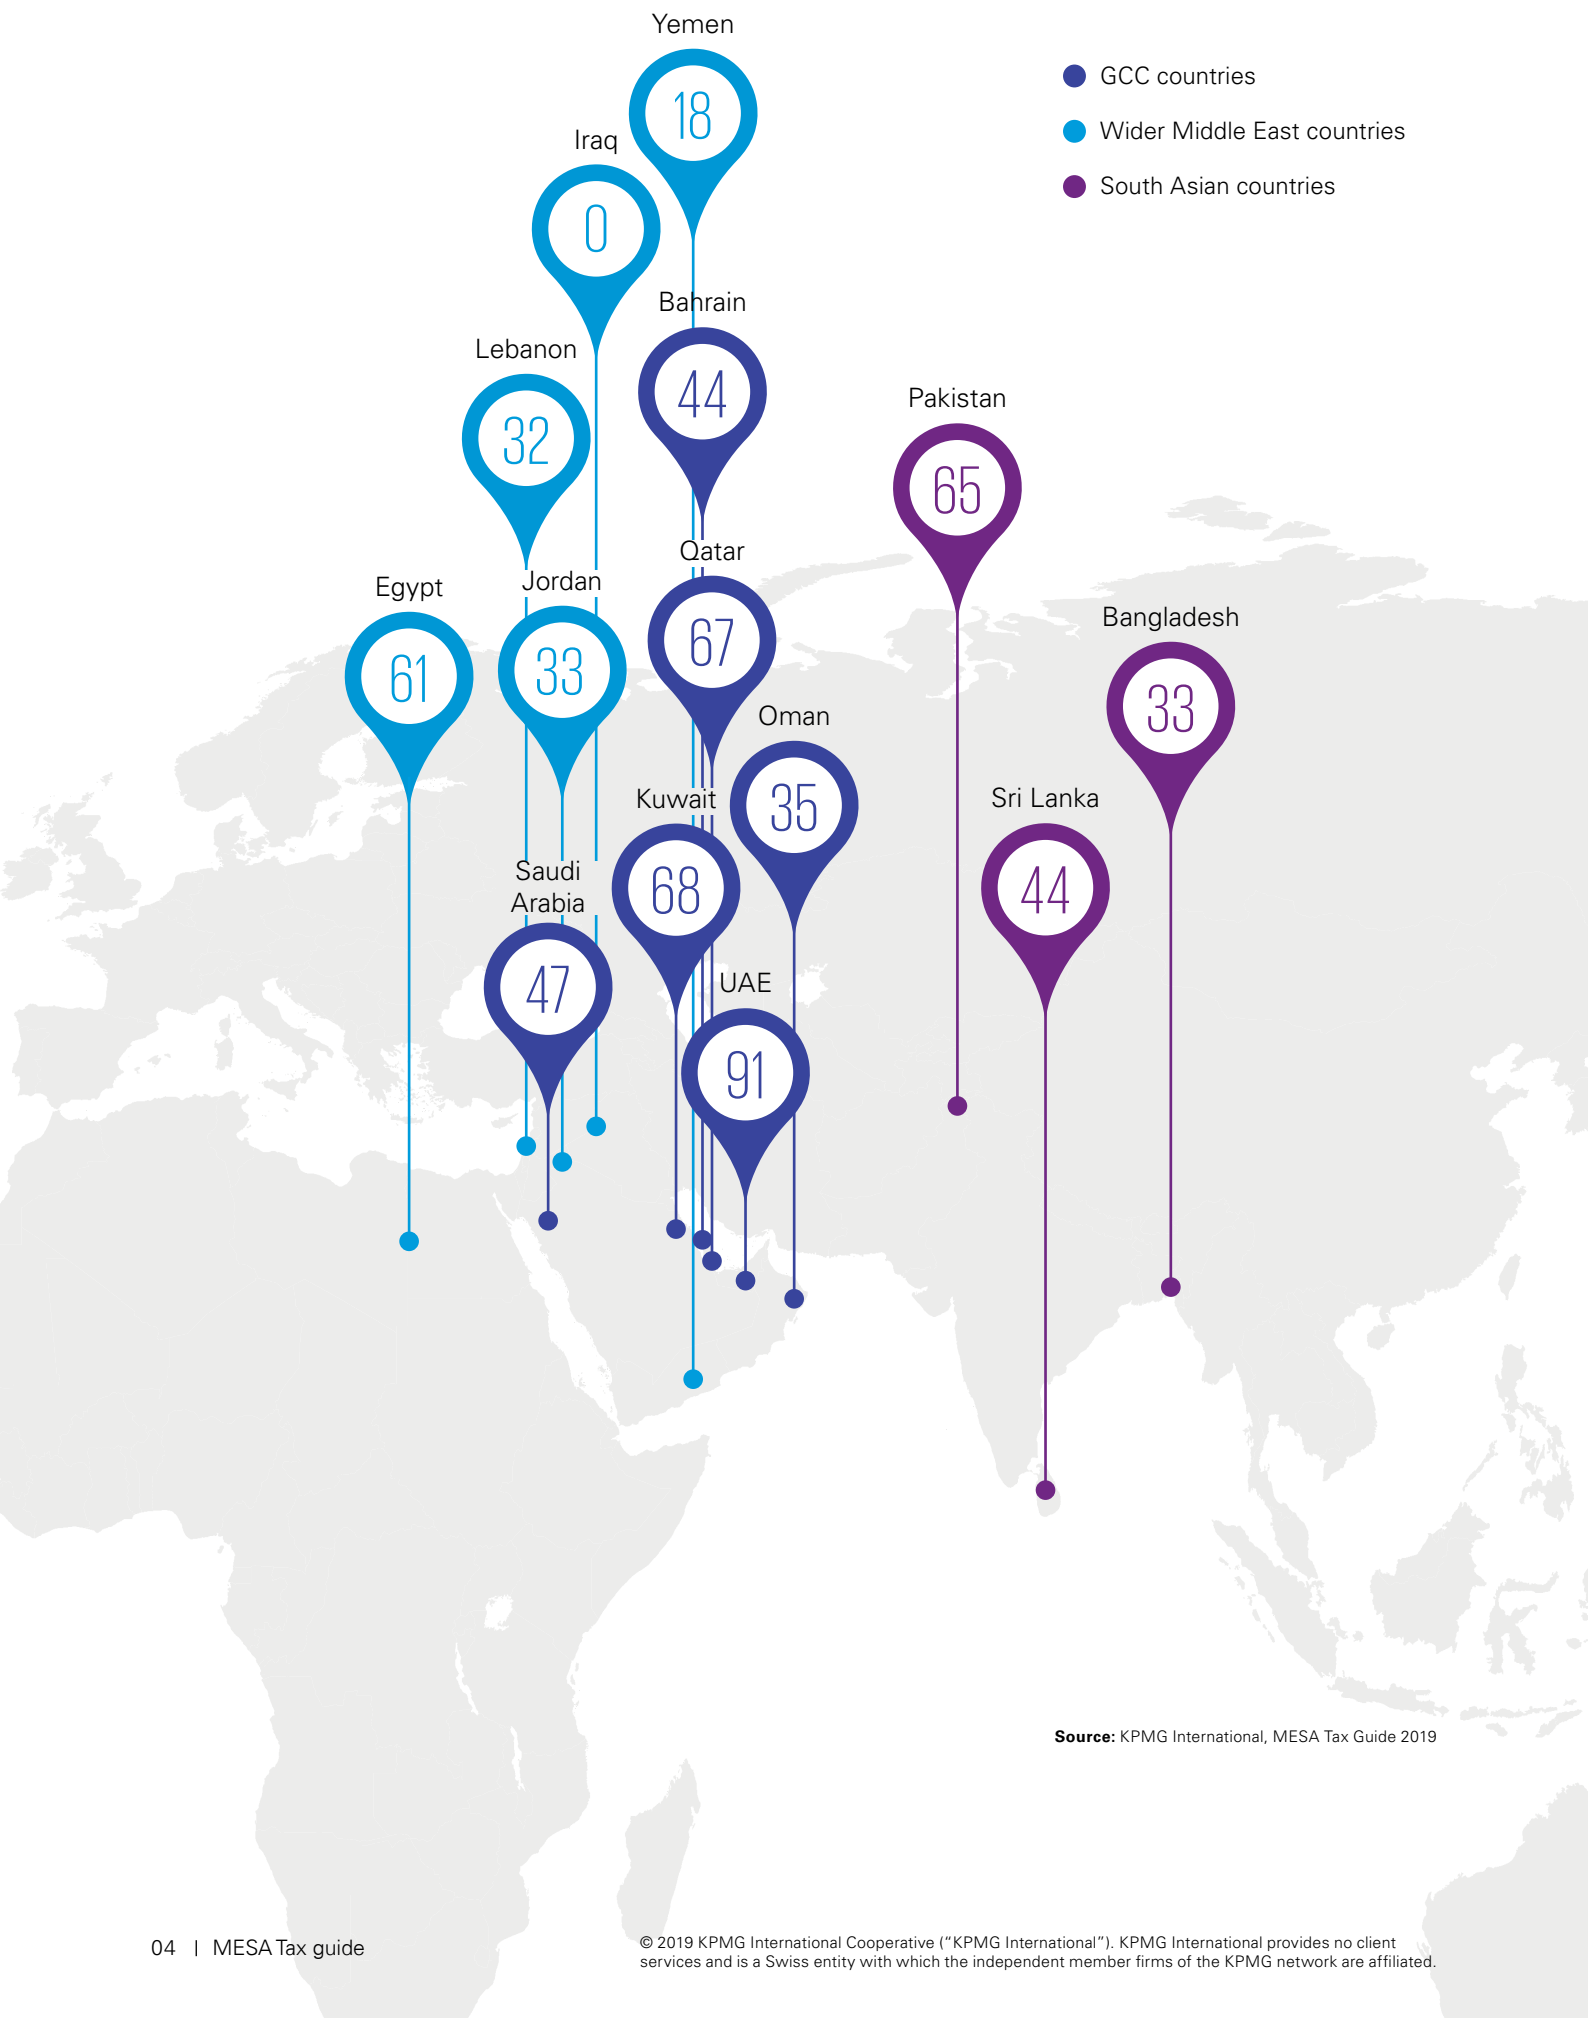 Yemen
18
GCC countries
Wider Middle East countries
South Asian countries
Iraq
0
Bahrain
44
Lebanon
32
Pakistan
65
Qatar
67
Egypt
61
Jordan
33
Bangladesh
33
Oman
35
Kuwait
68
Sri Lanka
44
Saudi
Arabia
47
UAE
91
Source: KPMG International, MESA Tax Guide 2019
04 | MESA Tax guide
© 2019 KPMG International Cooperative (“KPMG International”). KPMG International provides no client
services and is a Swiss entity with which the independent member firms of the KPMG network are affiliated.